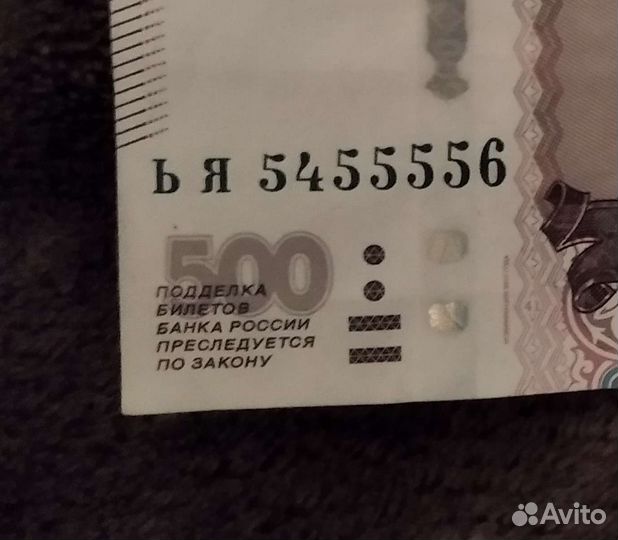 ЬЯ 5455556
500
ПОДДЕЛКА
БИЛЕТОВ
БАНКА РОССИИ
ПРЕСЛЕДУЕТСЯ
ПО ЗАКОНУ
Avito